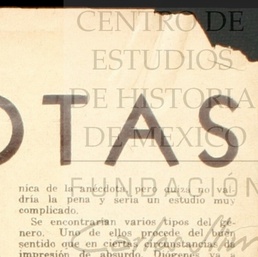 CENTRO DE
ESTUDIOS
DE HISTORIA
DE MEXICO
OTAS
FUNDACIÓN
nica de la anécdota, pero quizá no val-
dría la pena y sería un estudio muy
complicado.
Se encontrarían varios tipos del gé-
nero. Uno de ellos procede del buen
sentido que en ciertas circunstancias da
impresión de absurdo. Diógenes va a